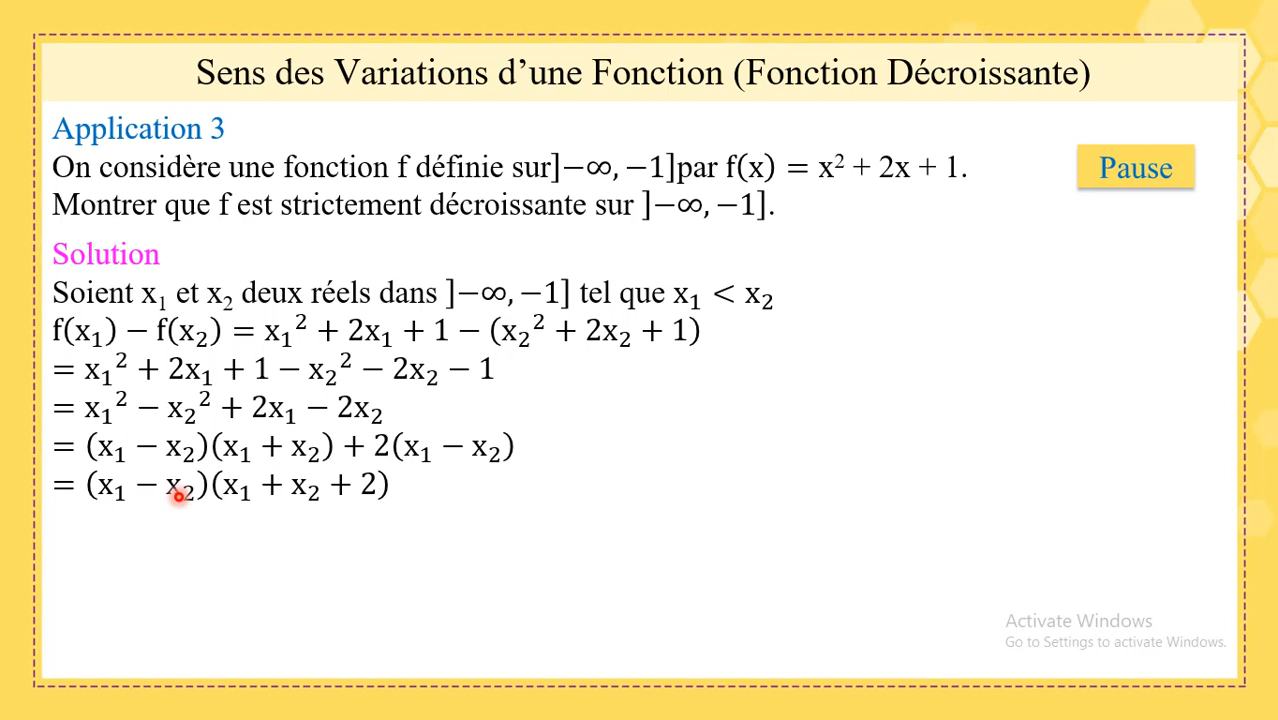 Sens des Variations d’une Fonction (Fonction Décroissante)
Application 3
On considère une fonction f définie sur]−∞, −1]par f(x) = x² + 2x + 1.
Pause
Montrer que f est strictement décroissante sur ]−∞, −1].
Solution
Soient x₁ et x₂ deux réels dans ]−∞, −1] tel que x₁ < x₂
f(x₁) − f(x₂) = x₁² + 2x₁ + 1 − (x₂² + 2x₂ + 1)
= x₁² + 2x₁ + 1 − x₂² − 2x₂ − 1
= x₁² − x₂² + 2x₁ − 2x₂
= (x₁ − x₂)(x₁ + x₂) + 2(x₁ − x₂)
= (x₁ − x₂)(x₁ + x₂ + 2)
Activate Windows
Go to Settings to activate Windows.